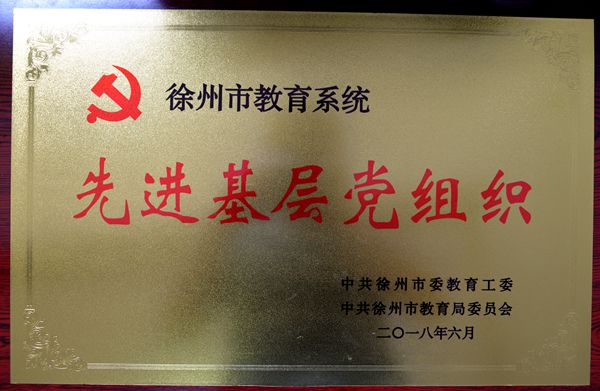 徐州市教育系统
先进基层党组织
中共徐州市委教育工委
中共徐州市教育局委员会
二〇一八年六月